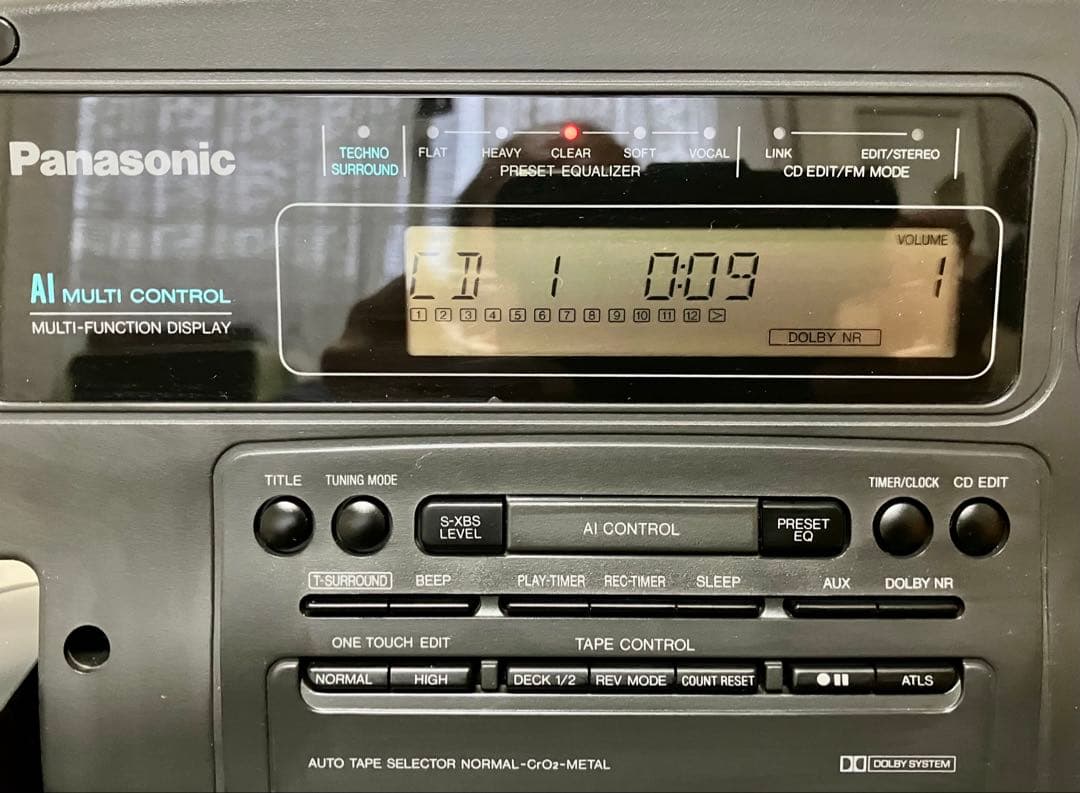 Panasonic
TECHNO
SURROUND
FLAT HEAVY CLEAR SOFT VOCAL
PRESET EQUALIZER
LINK EDIT/STEREO
CD EDIT/FM MODE
VOLUME
CD 1 0:09 1
1 2 3 4 5 6 7 8 9 10 11 12 >
DOLBY NR
AI MULTI CONTROL
MULTI-FUNCTION DISPLAY
TITLE TUNING MODE TIMER/CLOCK CD EDIT
S-XBS
LEVEL
AI CONTROL
PRESET
EQ
T-SURROUND BEEP PLAY-TIMER REC-TIMER SLEEP AUX DOLBY NR
ONE TOUCH EDIT TAPE CONTROL
NORMAL HIGH DECK 1/2 REV MODE COUNT RESET ●▮▮ ATLS
AUTO TAPE SELECTOR NORMAL-CrO₂-METAL DOLBY SYSTEM